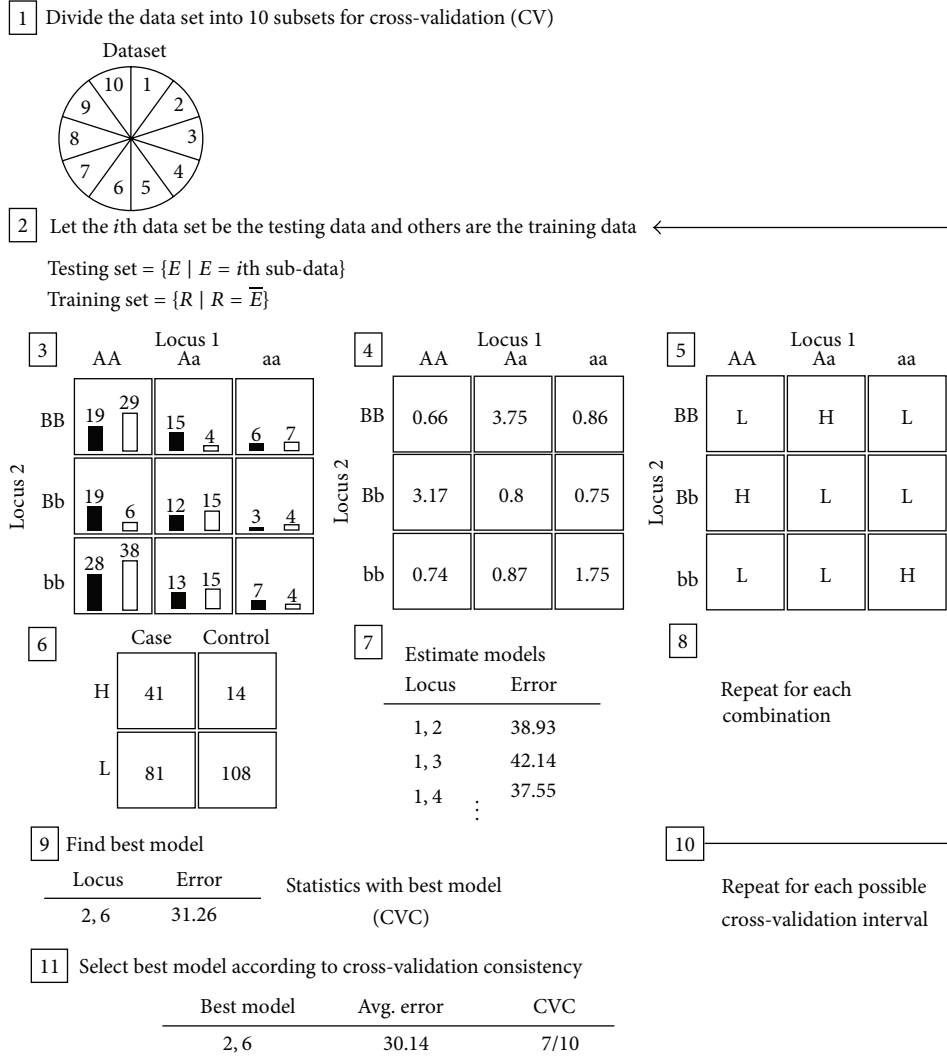 1 Divide the data set into 10 subsets for cross-validation (CV)
Dataset
10 1
9 2
8 3
7 4
6 5
2 Let the ith data set be the testing data and others are the training data
Testing set = {E | E = ith sub-data}
Training set = {R | R = E̅}
3 Locus 1
AA Aa aa
Locus 2
BB 19 29 15 4 6 7
Bb 19 6 12 15 3 4
bb 28 38 13 15 7 4
4 Locus 1
AA Aa aa
Locus 2
BB 0.66 3.75 0.86
Bb 3.17 0.8 0.75
bb 0.74 0.87 1.75
5 Locus 1
AA Aa aa
Locus 2
BB L H L
Bb H L L
bb L L H
6 Case Control
H 41 14
L 81 108
7 Estimate models
Locus Error
1, 2 38.93
1, 3 42.14
1, 4 37.55
⋮
8
Repeat for each
combination
9 Find best model
Locus Error
2, 6 31.26
Statistics with best model
(CVC)
10
Repeat for each possible
cross-validation interval
11 Select best model according to cross-validation consistency
Best model Avg. error CVC
2, 6 30.14 7/10